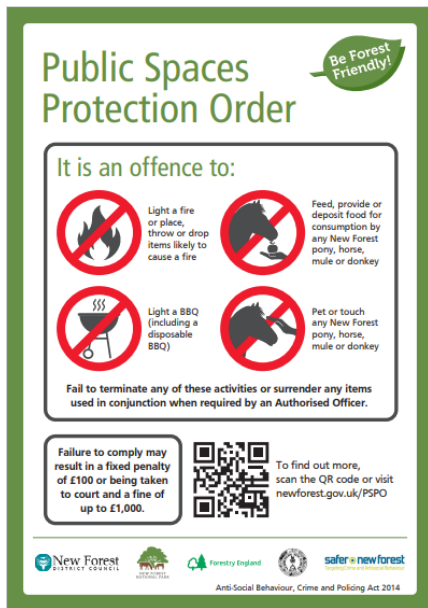 Be Forest
Friendly!
Public Spaces
Protection Order
It is an offence to:
Light a fire
or place,
throw or drop
items likely to
cause a fire
Feed, provide or
deposit food for
consumption by
any New Forest
pony, horse,
mule or donkey
Light a BBQ
(including a
disposable
BBQ)
Pet or touch
any New Forest
pony, horse,
mule or donkey
Fail to terminate any of these activities or surrender any items
used in conjunction when required by an Authorised Officer.
Failure to comply may
result in a fixed penalty
of £100 or being taken
to court and a fine of
up to £1,000.
To find out more,
scan the QR code or visit
newforest.gov.uk/PSPO
New Forest
DISTRICT COUNCIL
NEW FOREST
NATIONAL PARK
Forestry England
safer new forest
Anti-Social Behaviour, Crime and Policing Act 2014